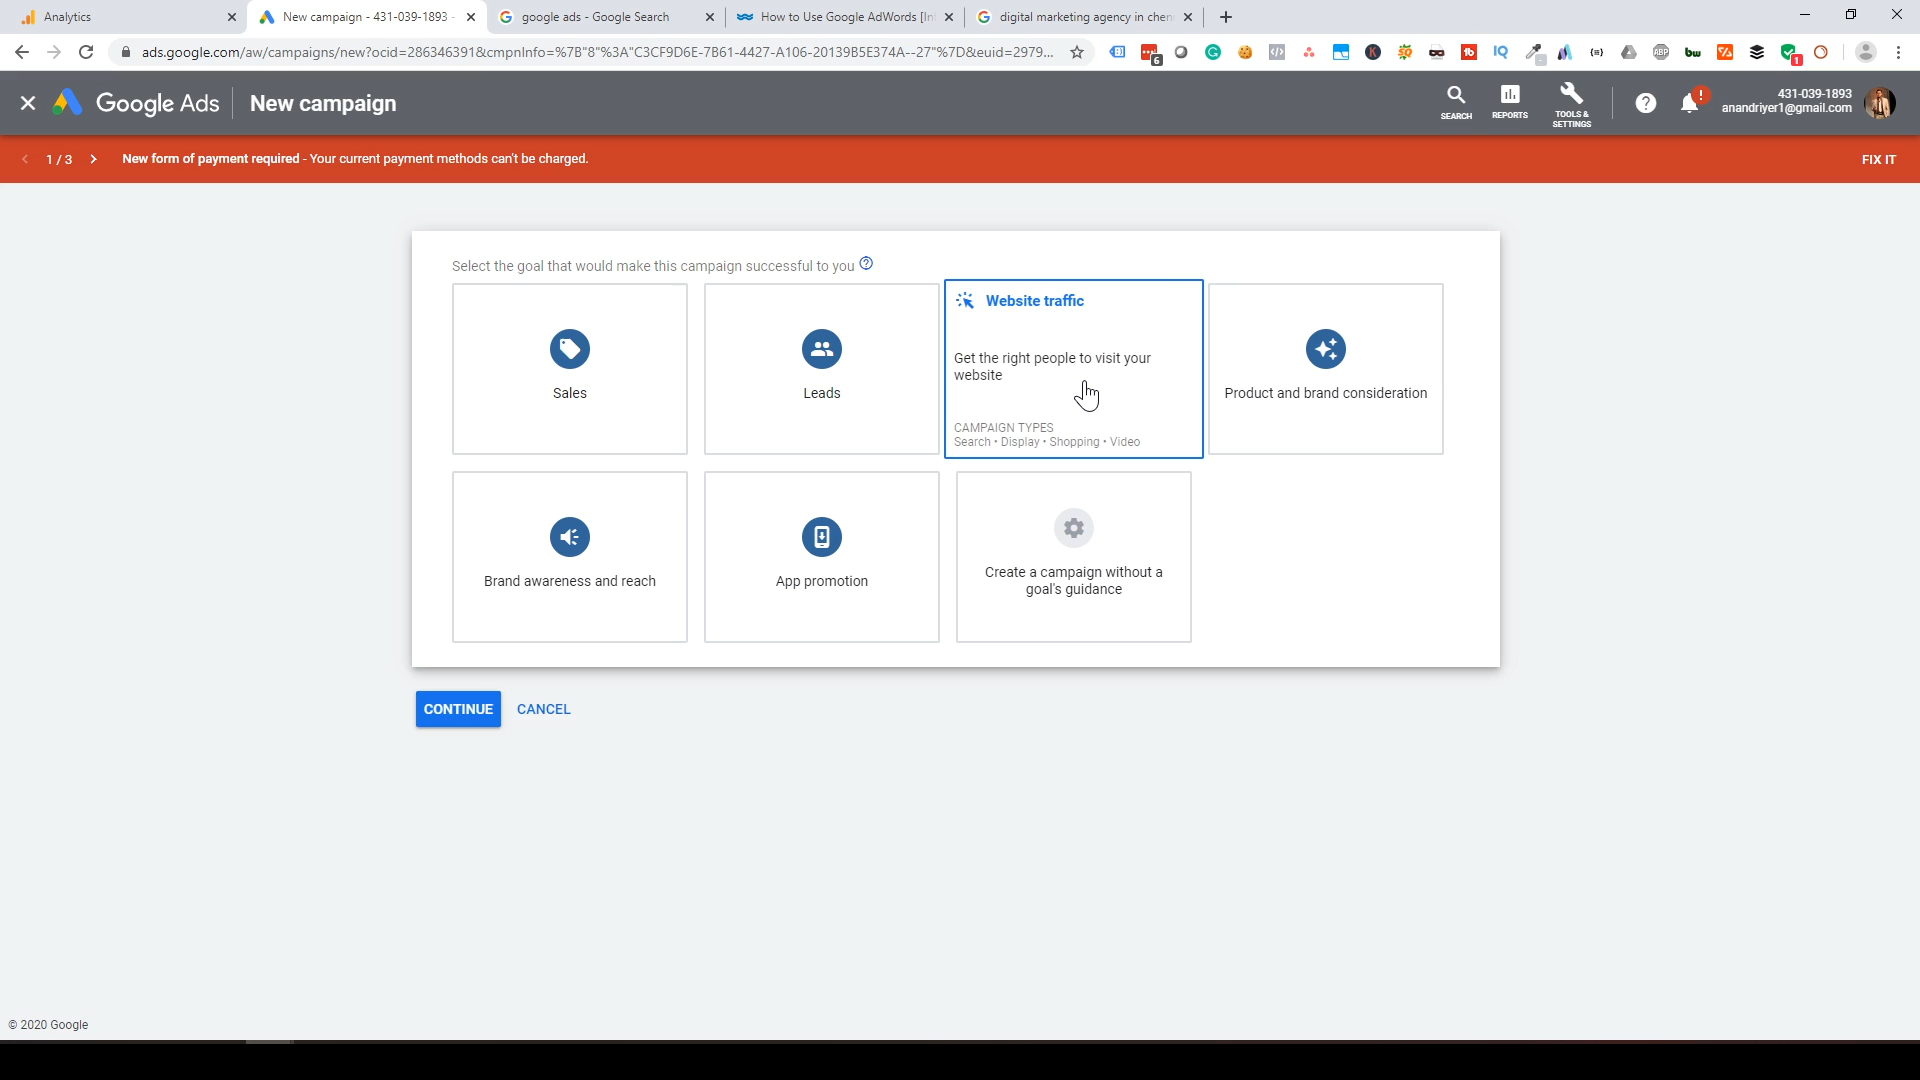 Analytics
New campaign - 431-039-1893 -
google ads - Google Search
How to Use Google AdWords [In
digital marketing agency in chen
ads.google.com/aw/campaigns/new?ocid=286346391&cmpnInfo=%7B"8"%3A"C3CF9D6E-7B61-4427-A106-20139B5E374A--27"%7D&euid=2979...
Google Ads
New campaign
SEARCH
REPORTS
TOOLS &
SETTINGS
431-039-1893
anandriyer1@gmail.com
1 / 3
New form of payment required - Your current payment methods can't be charged.
FIX IT
Select the goal that would make this campaign successful to you
Sales
Leads
Website traffic
Get the right people to visit your
website
CAMPAIGN TYPES
Search • Display • Shopping • Video
Product and brand consideration
Brand awareness and reach
App promotion
Create a campaign without a
goal's guidance
CONTINUE
CANCEL
© 2020 Google